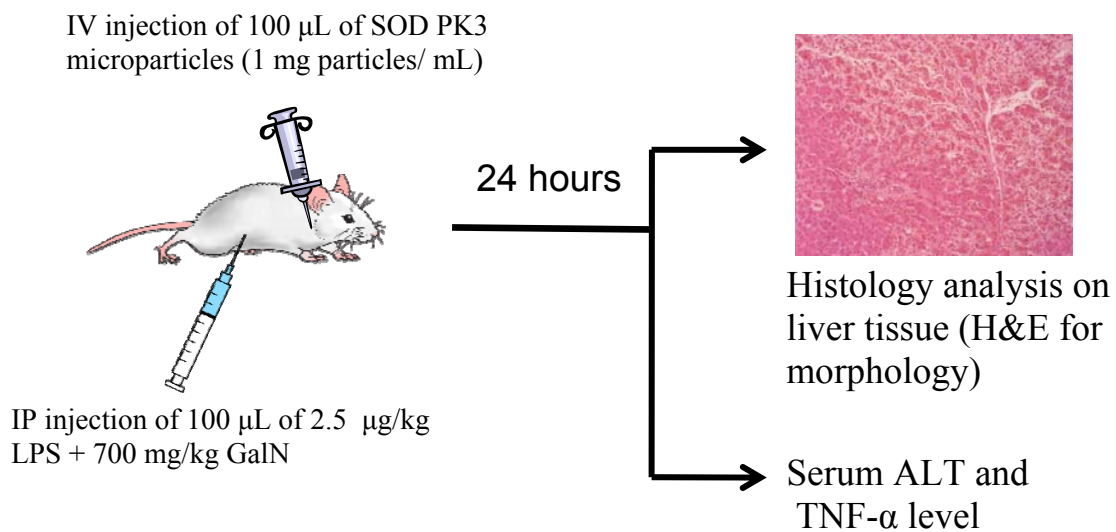 IV injection of 100 μL of SOD PK3
microparticles (1 mg particles/ mL)
24 hours
IP injection of 100 μL of 2.5 μg/kg
LPS + 700 mg/kg GalN
Histology analysis on
liver tissue (H&E for
morphology)
Serum ALT and
TNF-α level